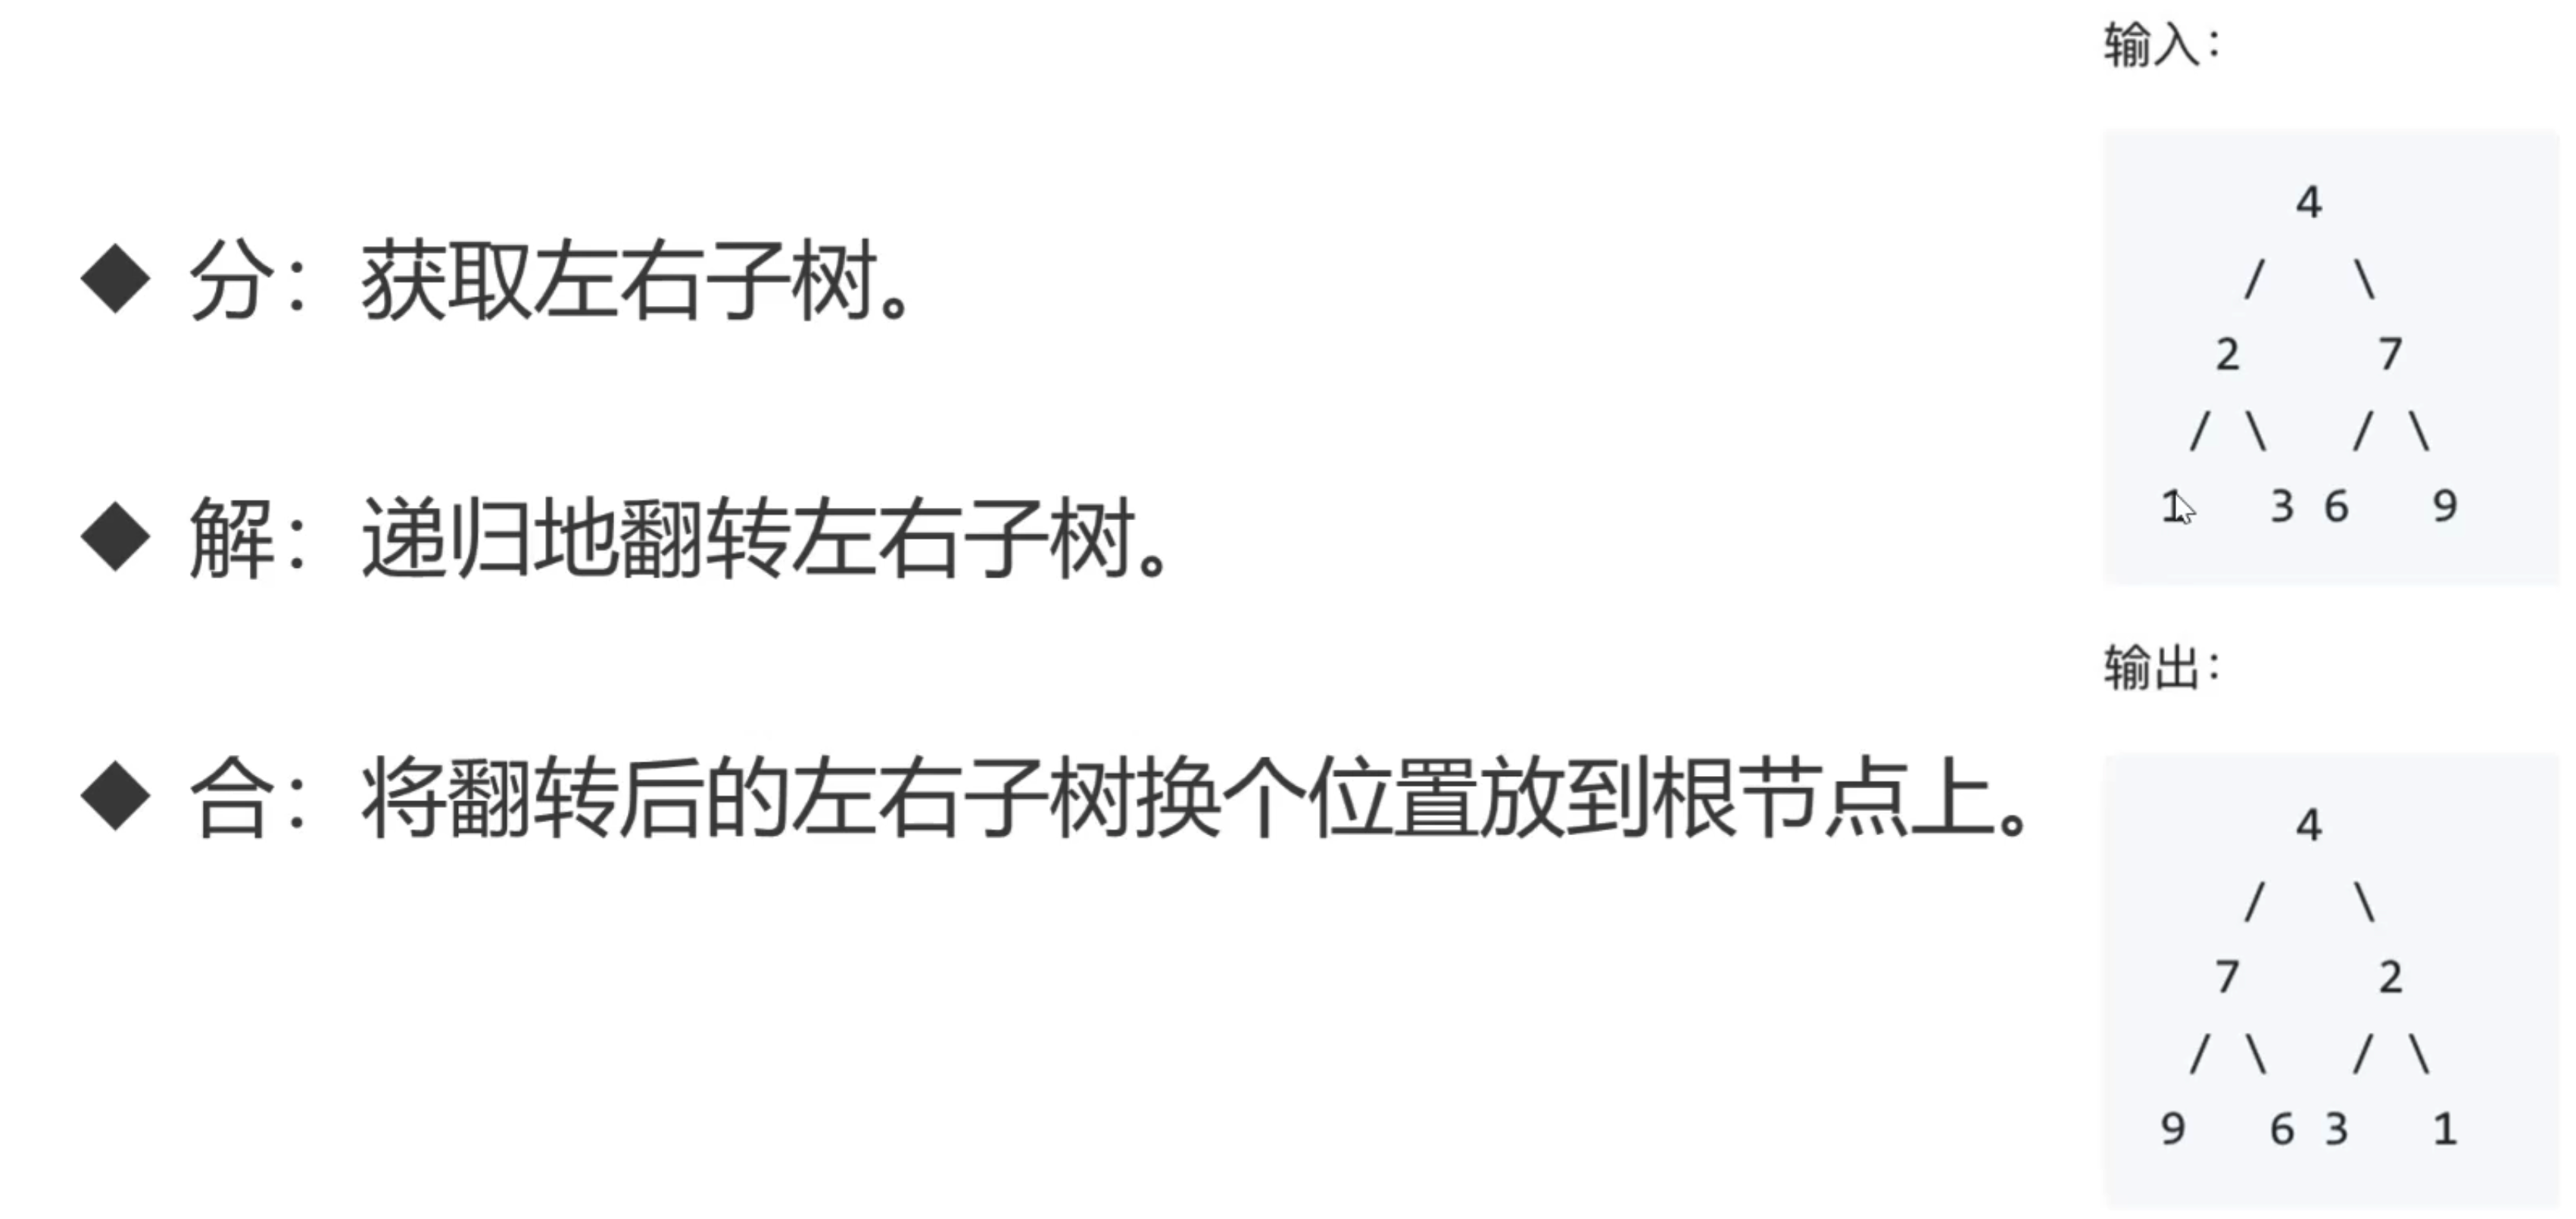 ◆ 分：获取左右子树。
◆ 解：递归地翻转左右子树。
◆ 合：将翻转后的左右子树换个位置放到根节点上。
输入：
4
/ \
2 7
/ \ / \
1 3 6 9
输出：
4
/ \
7 2
/ \ / \
9 6 3 1